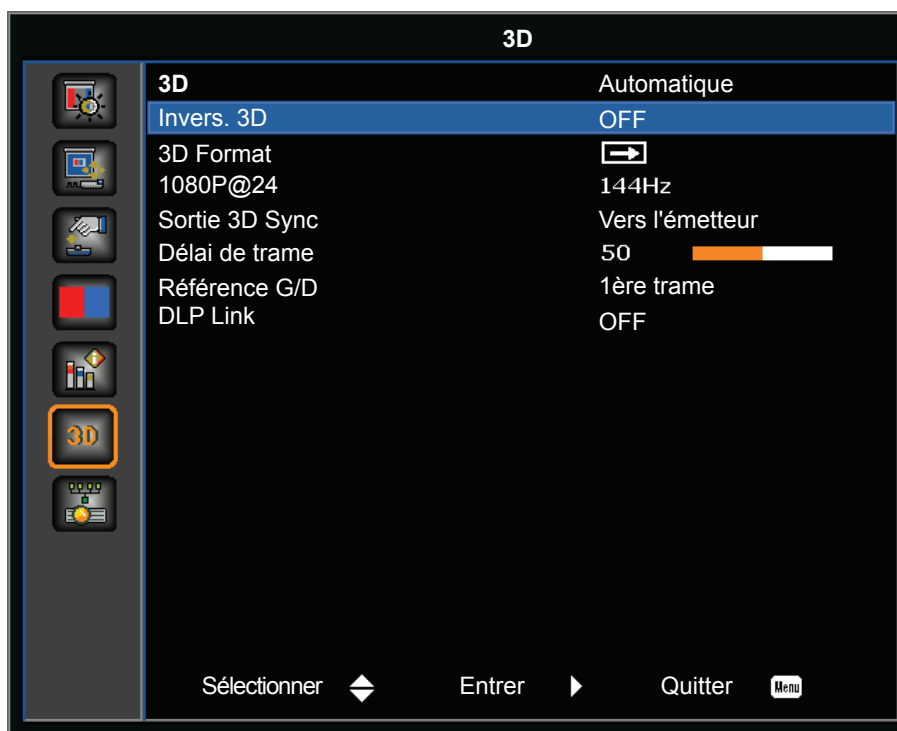 3D
3D Automatique
Invers. 3D OFF
3D Format
1080P@24 144Hz
Sortie 3D Sync Vers l'émetteur
Délai de trame 50
Référence G/D 1ère trame
DLP Link OFF
3D
Sélectionner Entrer Quitter Menu